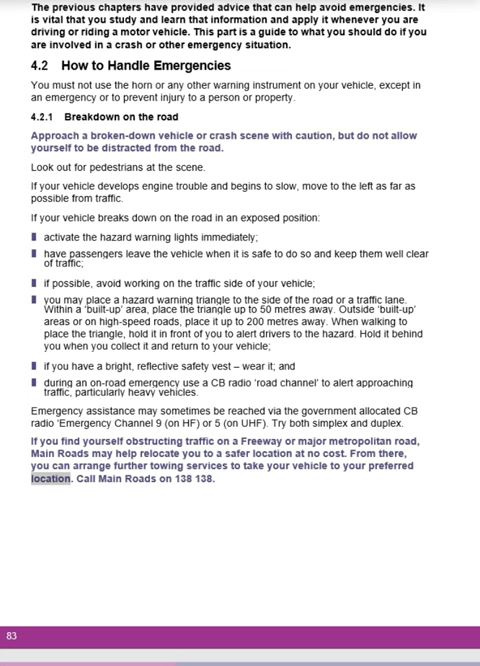 The previous chapters have provided advice that can help avoid emergencies. It
is vital that you study and learn that information and apply it whenever you are
driving or riding a motor vehicle. This part is a guide to what you should do if you
are involved in a crash or other emergency situation.
4.2 How to Handle Emergencies
You must not use the horn or any other warning instrument on your vehicle, except in
an emergency or to prevent injury to a person or property.
4.2.1 Breakdown on the road
Approach a broken-down vehicle or crash scene with caution, but do not allow
yourself to be distracted from the road.
Look out for pedestrians at the scene.
If your vehicle develops engine trouble and begins to slow, move to the left as far as
possible from traffic.
If your vehicle breaks down on the road in an exposed position:
activate the hazard warning lights immediately;
have passengers leave the vehicle when it is safe to do so and keep them well clear
of traffic;
if possible, avoid working on the traffic side of your vehicle;
you may place a hazard warning triangle to the side of the road or a traffic lane.
Within a 'built-up' area, place the triangle up to 50 metres away. Outside 'built-up'
areas or on high-speed roads, place it up to 200 metres away. When walking to
place the triangle, hold it in front of you to alert drivers to the hazard. Hold it behind
you when you collect it and return to your vehicle;
if you have a bright, reflective safety vest – wear it; and
during an on-road emergency use a CB radio 'road channel' to alert approaching
traffic, particularly heavy vehicles.
Emergency assistance may sometimes be reached via the government allocated CB
radio 'Emergency Channel 9 (on HF) or 5 (on UHF). Try both simplex and duplex.
If you find yourself obstructing traffic on a Freeway or major metropolitan road,
Main Roads may help relocate you to a safer location at no cost. From there,
you can arrange further towing services to take your vehicle to your preferred
location. Call Main Roads on 138 138.
83